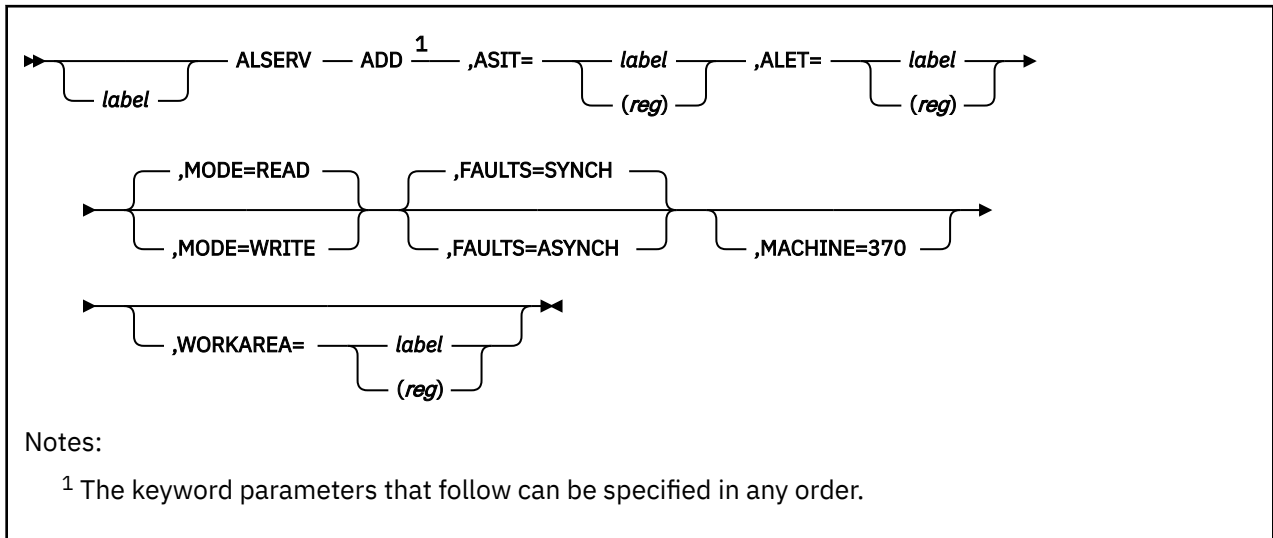 label ALSERV ADD 1 ,ASIT= label ,ALET= label
(reg) (reg)
,MODE=READ ,FAULTS=SYNCH
,MODE=WRITE ,FAULTS=ASYNCH ,MACHINE=370
,WORKAREA= label
(reg)
Notes:
1 The keyword parameters that follow can be specified in any order.